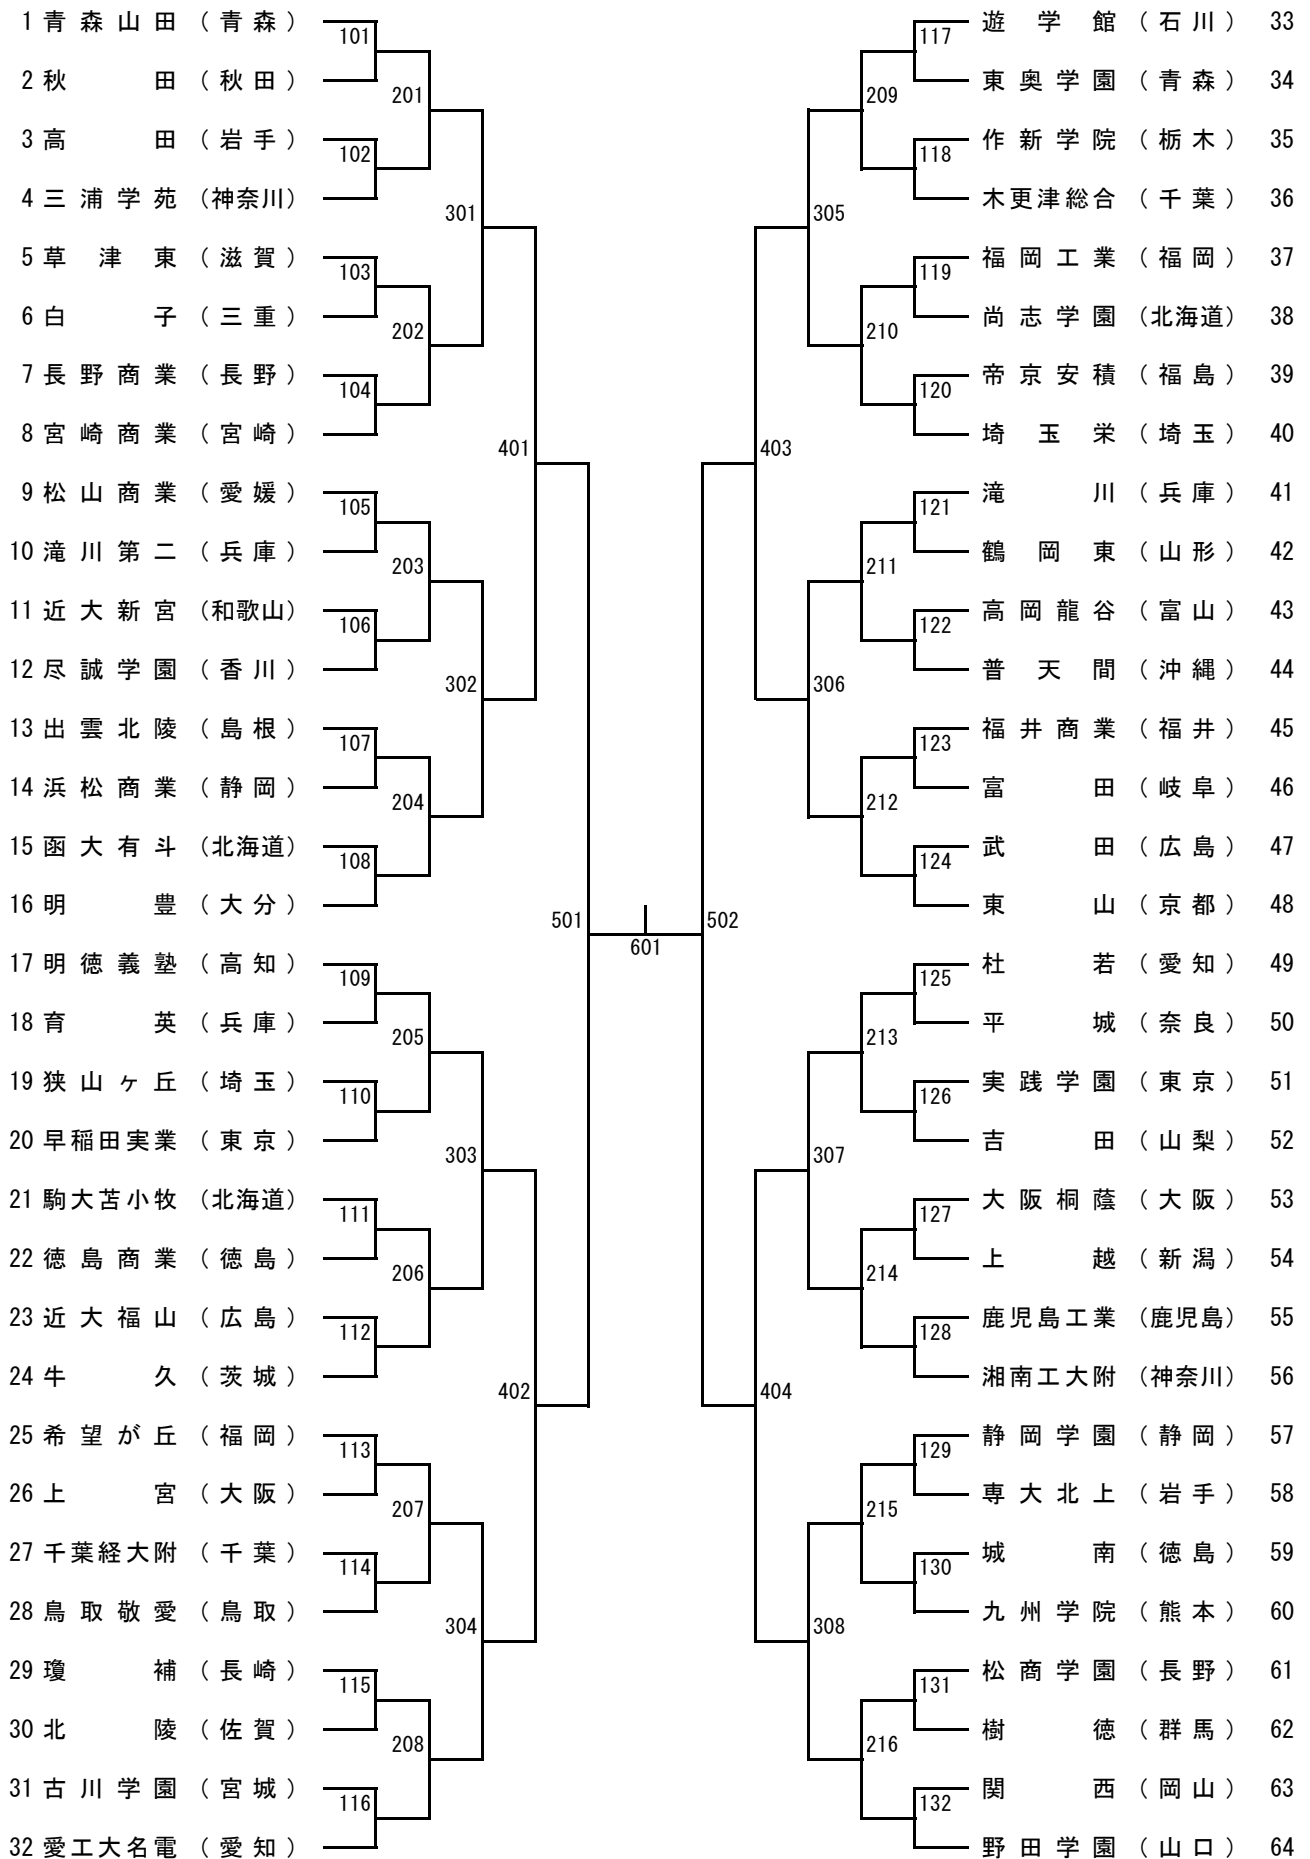 1 青森山田 (青森)
101
2 秋田 (秋田)
201
3 高田 (岩手)
102
4 三浦学苑 (神奈川)
301
5 草津東 (滋賀)
103
6 白子 (三重)
202
7 長野商業 (長野)
104
8 宮崎商業 (宮崎)
401
9 松山商業 (愛媛)
105
10 滝川第二 (兵庫)
203
11 近大新宮 (和歌山)
106
12 尽誠学園 (香川)
302
13 出雲北陵 (島根)
107
14 浜松商業 (静岡)
204
15 函大有斗 (北海道)
108
16 明豊 (大分)
501
17 明徳義塾 (高知)
109
18 育英 (兵庫)
205
19 狭山ヶ丘 (埼玉)
110
20 早稲田実業 (東京)
303
21 駒大苫小牧 (北海道)
111
22 徳島商業 (徳島)
206
23 近大福山 (広島)
112
24 牛久 (茨城)
402
25 希望が丘 (福岡)
113
26 上宮 (大阪)
207
27 千葉経大附 (千葉)
114
28 鳥取敬愛 (鳥取)
304
29 瓊補 (長崎)
115
30 北陵 (佐賀)
208
31 古川学園 (宮城)
116
32 愛工大名電 (愛知)
601
遊学館 (石川) 33
117
東奥学園 (青森) 34
209
作新学院 (栃木) 35
118
木更津総合 (千葉) 36
305
福岡工業 (福岡) 37
119
尚志学園 (北海道) 38
210
帝京安積 (福島) 39
120
埼玉栄 (埼玉) 40
403
滝川 (兵庫) 41
121
鶴岡東 (山形) 42
211
高岡龍谷 (富山) 43
122
普天間 (沖縄) 44
306
福井商業 (福井) 45
123
富田 (岐阜) 46
212
武田 (広島) 47
124
東山 (京都) 48
502
杜若 (愛知) 49
125
平城 (奈良) 50
213
実践学園 (東京) 51
126
吉田 (山梨) 52
307
大阪桐蔭 (大阪) 53
127
上越 (新潟) 54
214
鹿児島工業 (鹿児島) 55
128
湘南工大附 (神奈川) 56
404
静岡学園 (静岡) 57
129
専大北上 (岩手) 58
215
城南 (徳島) 59
130
九州学院 (熊本) 60
308
松商学園 (長野) 61
131
樹徳 (群馬) 62
216
関西 (岡山) 63
132
野田学園 (山口) 64